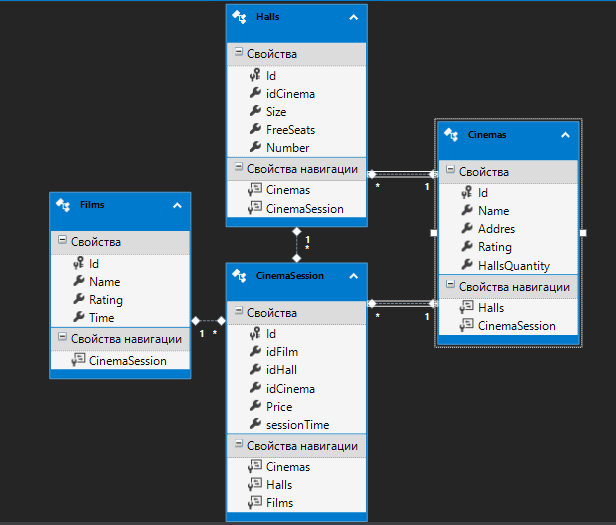 Halls
Свойства
Id
idCinema
Size
FreeSeats
Number
Свойства навигации
Cinemas
CinemaSession
* 1
Cinemas
Свойства
Id
Name
Addres
Rating
HallsQuantity
Свойства навигации
Halls
CinemaSession
Films
Свойства
Id
Name
Rating
Time
Свойства навигации
CinemaSession
1
*
1 *
CinemaSession
Свойства
Id
idFilm
idHall
idCinema
Price
sessionTime
Свойства навигации
Cinemas
Halls
Films
* 1